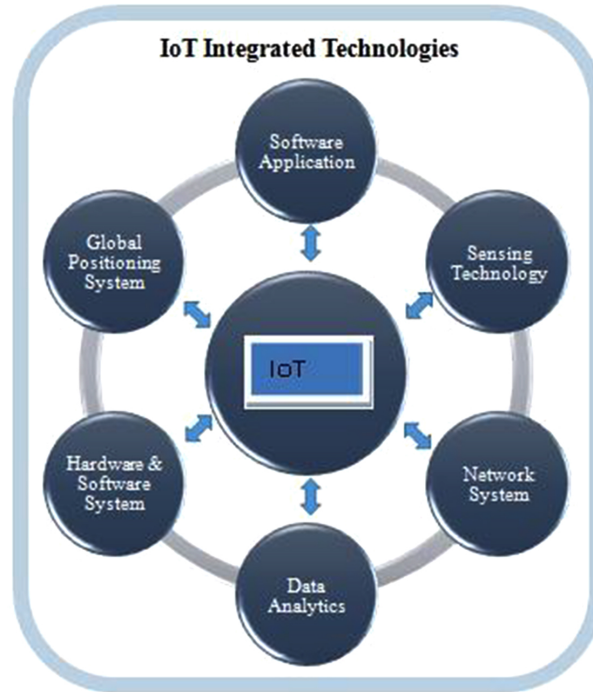 IoT Integrated Technologies
Software
Application
Global
Positioning
System
Sensing
Technology
IoT
Hardware &
Software
System
Network
System
Data
Analytics